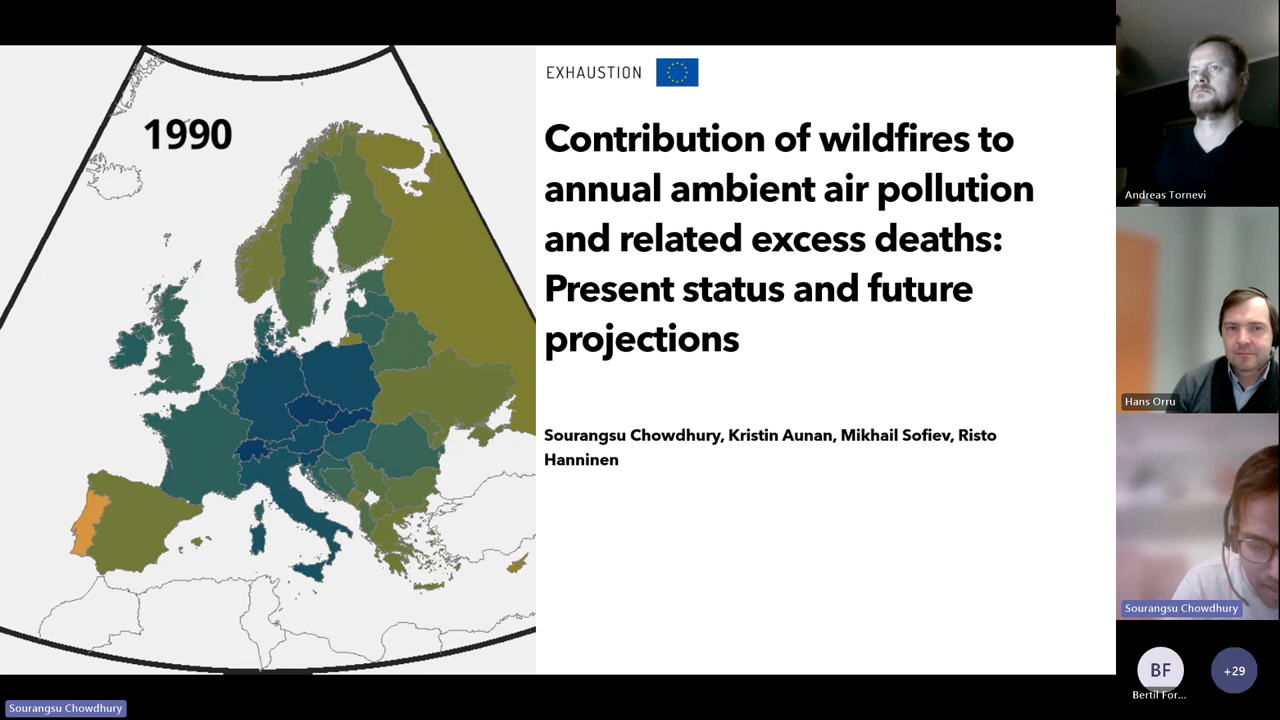 1990
EXHAUSTION
Contribution of wildfires to
annual ambient air pollution
and related excess deaths:
Present status and future
projections
Sourangsu Chowdhury, Kristin Aunan, Mikhail Sofiev, Risto
Hanninen
Andreas Tornevi
Hans Orru
Sourangsu Chowdhury
BF
+29
Bertil For...
Sourangsu Chowdhury